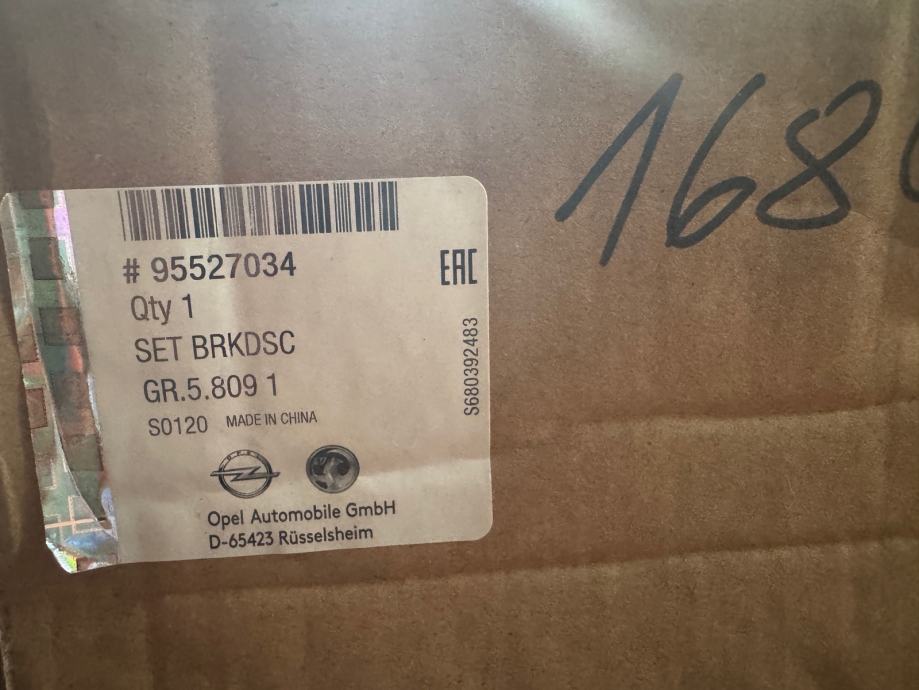 168
# 95527034
EAC
Qty 1
SET BRKDSC
GR.5.809 1
S0120 MADE IN CHINA
S680392483
OPEL
Opel Automobile GmbH
D-65423 Rüsselsheim